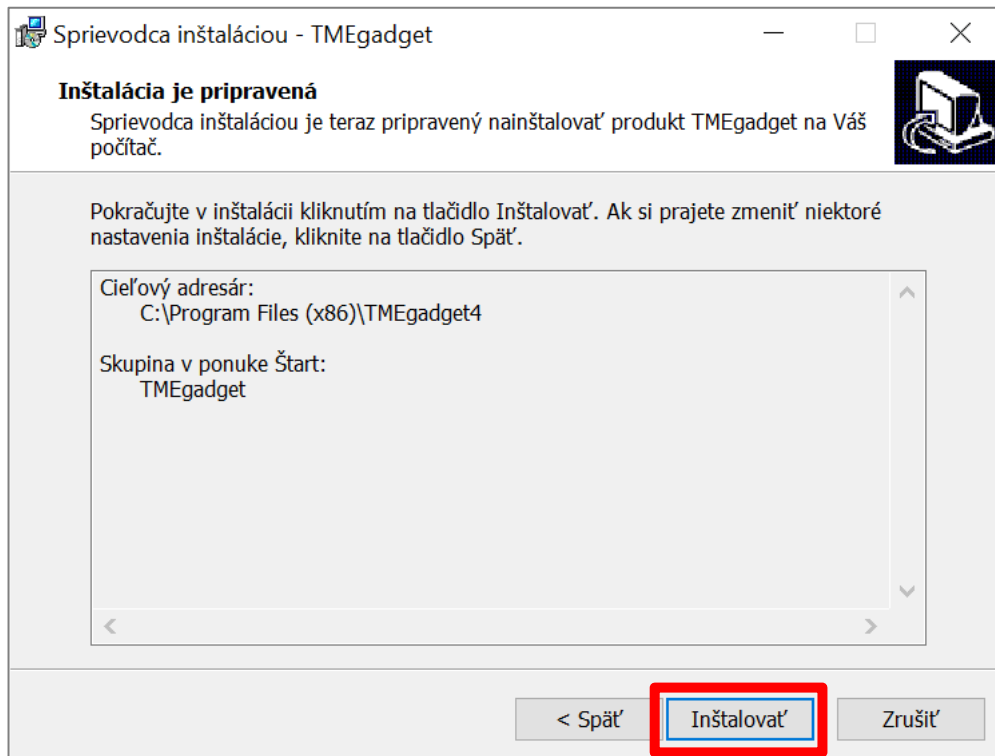 Sprievodca inštaláciou - TMEgadget
Inštalácia je pripravená
Sprievodca inštaláciou je teraz pripravený nainštalovať produkt TMEgadget na Váš
počítač.
Pokračujte v inštalácii kliknutím na tlačidlo Inštalovať. Ak si prajete zmeniť niektoré
nastavenia inštalácie, kliknite na tlačidlo Späť.
Cieľový adresár:
C:\Program Files (x86)\TMEgadget4
Skupina v ponuke Štart:
TMEgadget
< Späť
Inštalovať
Zrušiť